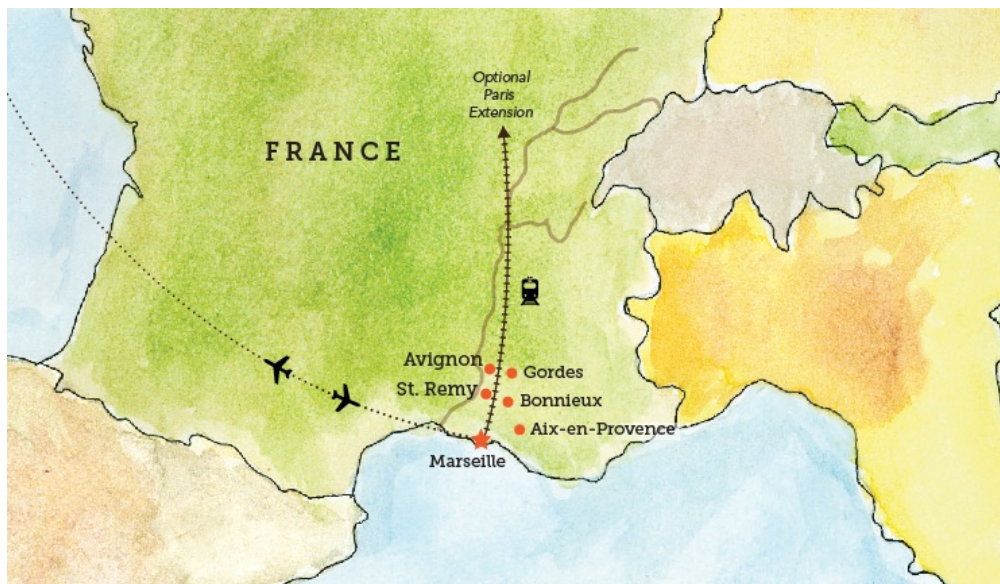 Optional
Paris
Extension
FRANCE
Avignon
Gordes
St. Remy
Bonnieux
Aix-en-Provence
Marseille